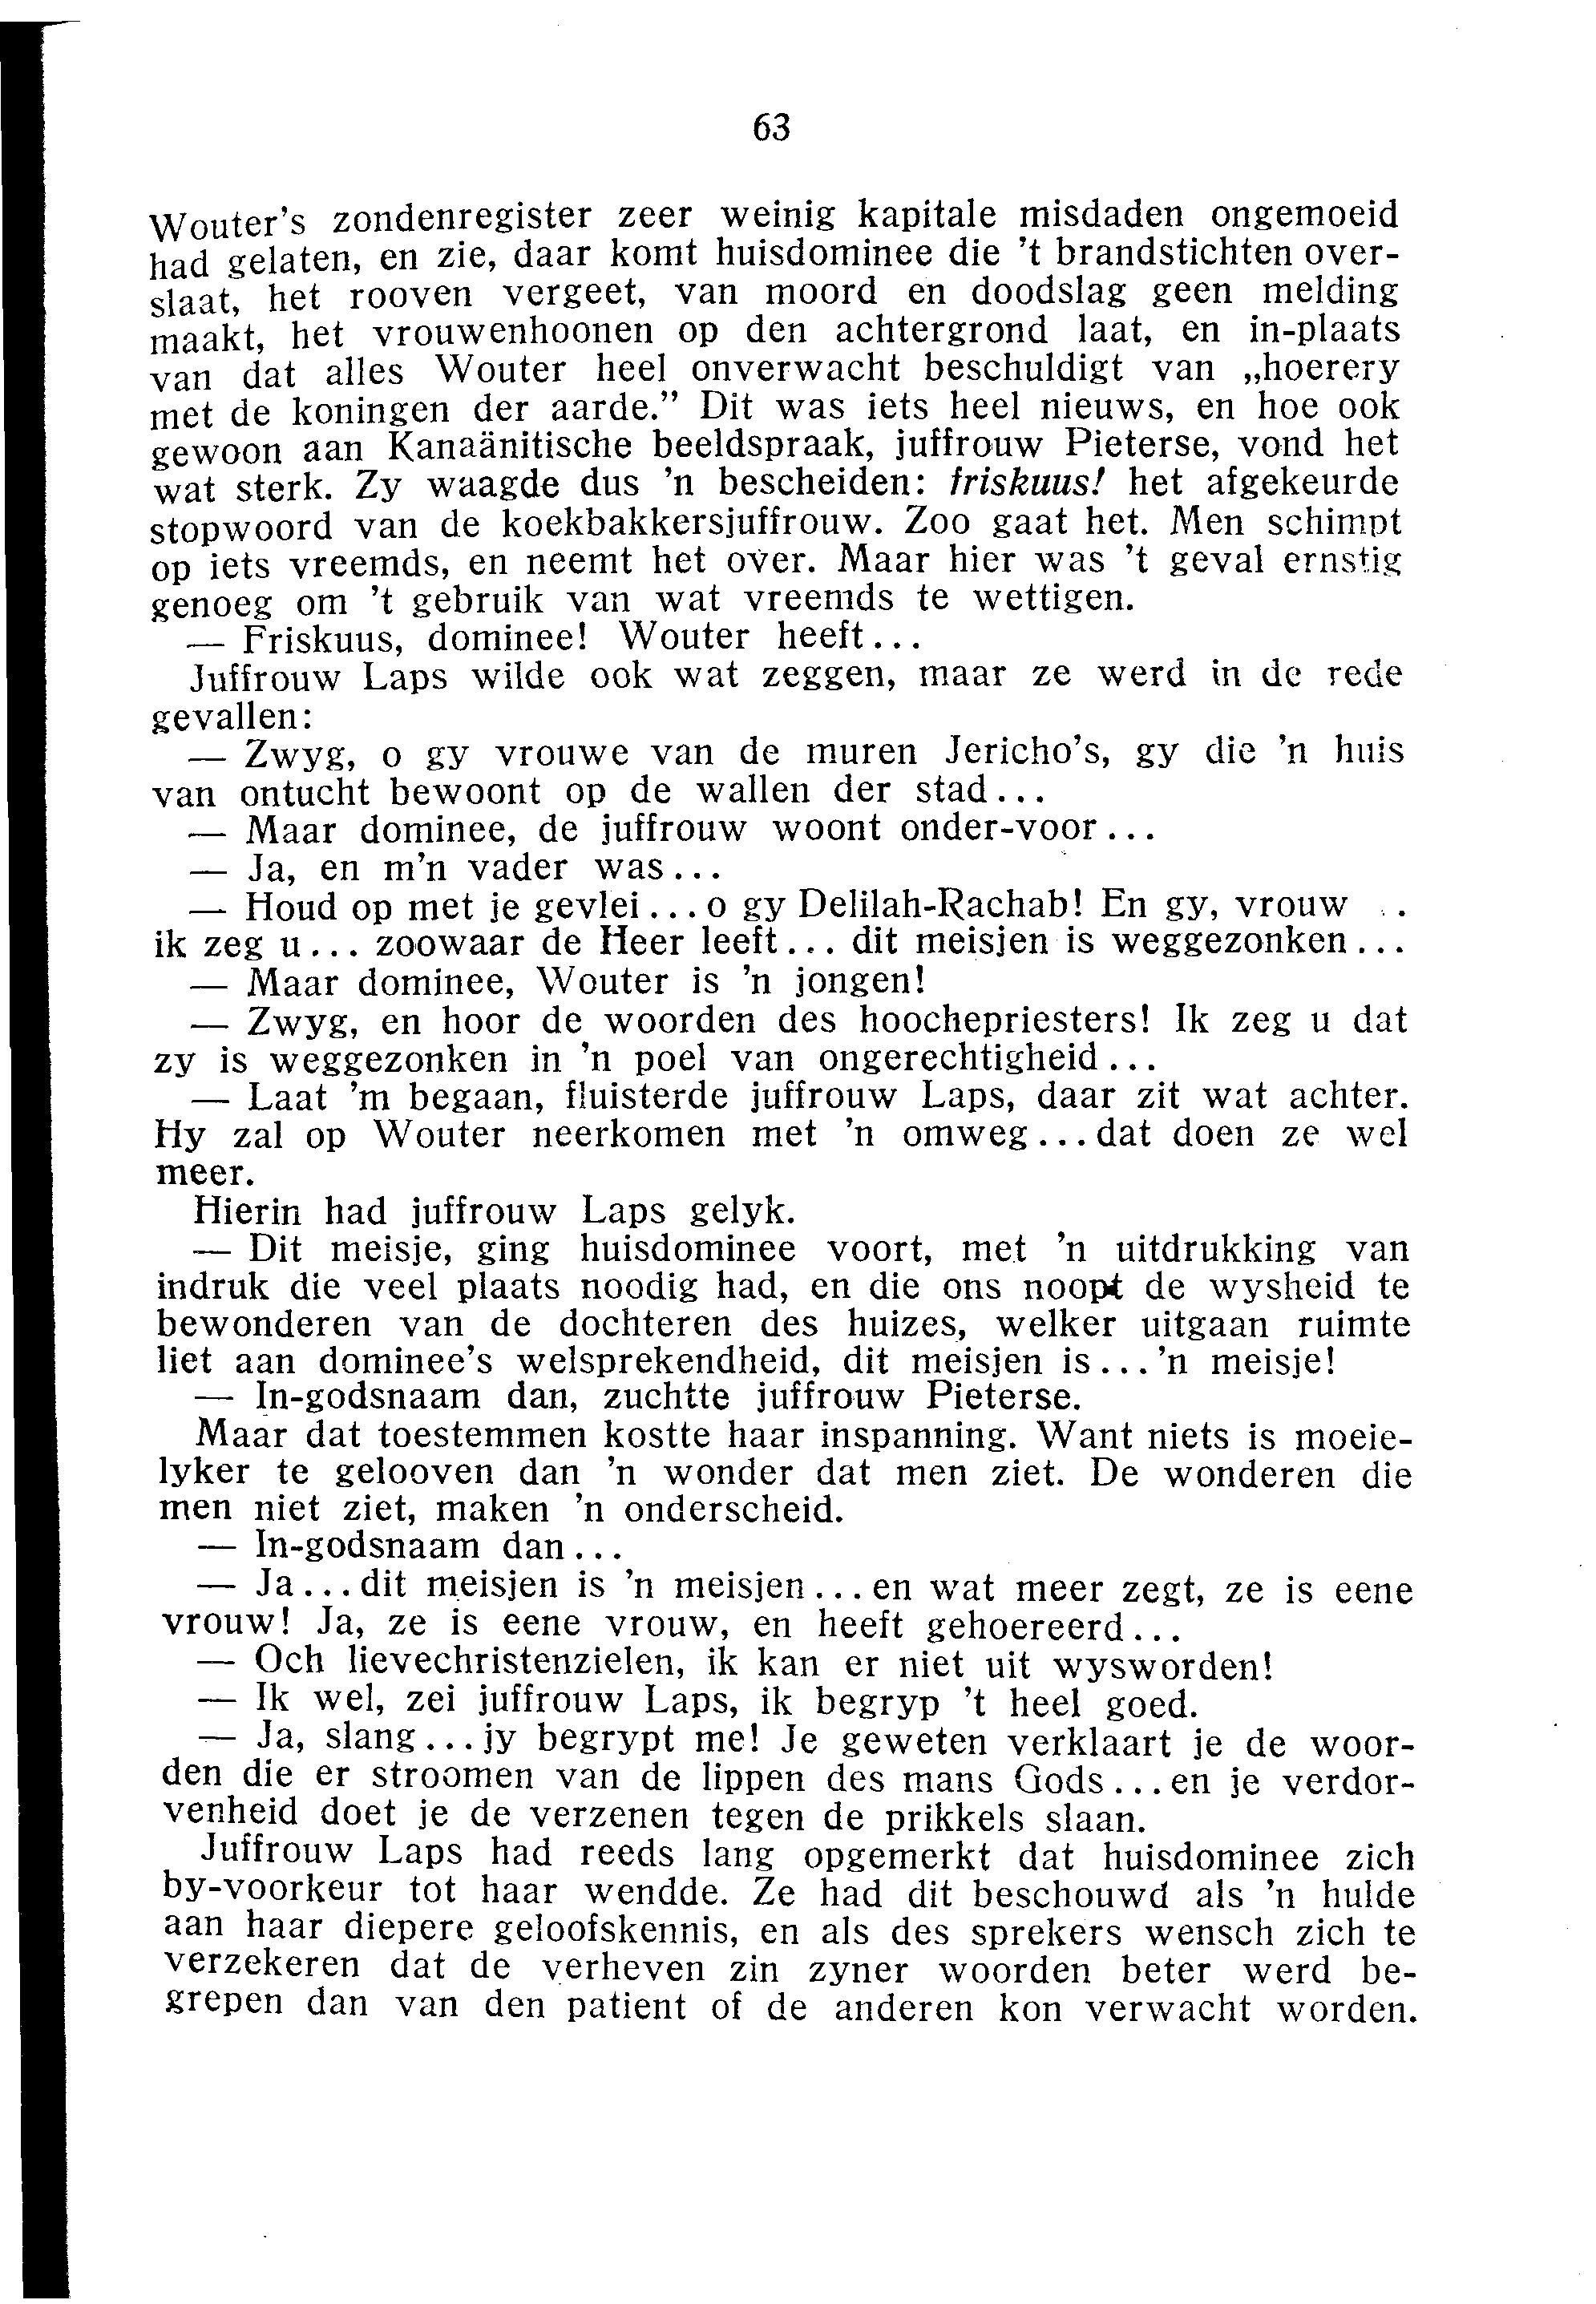 63
Wouter's zondenregister zeer weinig kapitale misdaden ongemoeid
had gelaten, en zie, daar komt huisdominee die 't brandstichten over-
slaat, het rooven vergeet, van moord en doodslag geen melding
maakt, het vrouwenhoonen op den achtergrond laat, en in-plaats
van dat alles Wouter heel onverwacht beschuldigt van „hoerery
met de koningen der aarde.” Dit was iets heel nieuws, en hoe ook
gewoon aan Kanaänitische beeldspraak, juffrouw Pieterse, vond het
wat sterk. Zy waagde dus 'n bescheiden: friskuus! het afgekeurde
stopwoord van de koekbakkersjuffrouw. Zoo gaat het. Men schimpt
op iets vreemds, en neemt het over. Maar hier was 't geval ernstig
genoeg om 't gebruik van wat vreemds te wettigen.
— Friskuus, dominee! Wouter heeft...
Juffrouw Laps wilde ook wat zeggen, maar ze werd in de rede
gevallen:
— Zwyg, o gy vrouwe van de muren Jericho's, gy die 'n huis
van ontucht bewoont op de wallen der stad...
— Maar dominee, de juffrouw woont onder-voor...
— Ja, en m'n vader was...
— Houd op met je gevlei... o gy Delilah-Rachab! En gy, vrouw ..
ik zeg u... zoowaar de Heer leeft... dit meisjen is weggezonken...
— Maar dominee, Wouter is 'n jongen!
— Zwyg, en hoor de woorden des hoochepriesters! Ik zeg u dat
zy is weggezonken in 'n poel van ongerechtigheid...
— Laat 'm begaan, fluisterde juffrouw Laps, daar zit wat achter.
Hy zal op Wouter neerkomen met 'n omweg... dat doen ze wel
meer.
Hierin had juffrouw Laps gelyk.
— Dit meisje, ging huisdominee voort, met 'n uitdrukking van
indruk die veel plaats noodig had, en die ons noopt de wysheid te
bewonderen van de dochteren des huizes, welker uitgaan ruimte
liet aan dominee's welsprekendheid, dit meisjen is... 'n meisje!
— In-godsnaam dan, zuchtte juffrouw Pieterse.
Maar dat toestemmen kostte haar inspanning. Want niets is moeie-
lyker te gelooven dan 'n wonder dat men ziet. De wonderen die
men niet ziet, maken 'n onderscheid.
— In-godsnaam dan...
— Ja... dit meisjen is 'n meisjen... en wat meer zegt, ze is eene
vrouw! Ja, ze is eene vrouw, en heeft gehoereerd...
— Och lievechristenzielen, ik kan er niet uit wysworden!
— Ik wel, zei juffrouw Laps, ik begryp 't heel goed.
— Ja, slang... jy begrypt me! Je geweten verklaart je de woor-
den die er stroomen van de lippen des mans Gods... en je verdor-
venheid doet je de verzenen tegen de prikkels slaan.
Juffrouw Laps had reeds lang opgemerkt dat huisdominee zich
by-voorkeur tot haar wendde. Ze had dit beschouwd als 'n hulde
aan haar diepere geloofskennis, en als des sprekers wensch zich te
verzekeren dat de verheven zin zyner woorden beter werd be-
grepen dan van den patient of de anderen kon verwacht worden.